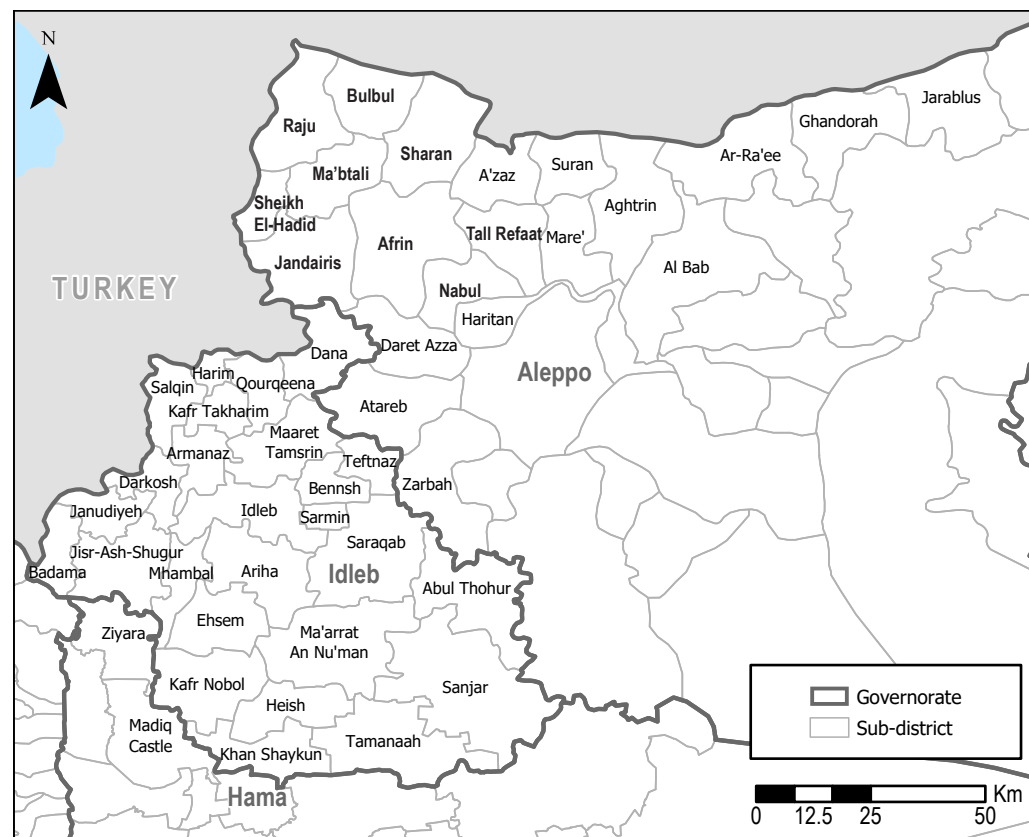 N
Jarablus
Bulbul
Ghandorah
Raju
Sharan
Ar-Ra'ee
Suran
Ma'btali
A'zaz
Sheikh
El-Hadid
Aghtrin
Afrin
Tall Refaat
Mare'
Jandairis
Al Bab
TURKEY
Nabul
Haritan
Dana
Daret Azza
Harim
Aleppo
Salqin
Qourqeena
Kafr Takharim
Atareb
Maaret
Tamsrin
Armanaz
Teftnaz
Darkosh
Bennsh
Zarbah
Janudiyeh
Idleb
Sarmin
Saraqab
Jisr-Ash-Shugur
Badama
Mhambal
Ariha
Idleb
Abul Thohur
Ehsem
Ziyara
Ma'arrat
An Nu'man
Kafr Nobol
Sanjar
Heish
Governorate
Madiq
Castle
Sub-district
Tamanaah
Khan Shaykun
Hama
Km
0 12.5 25 50